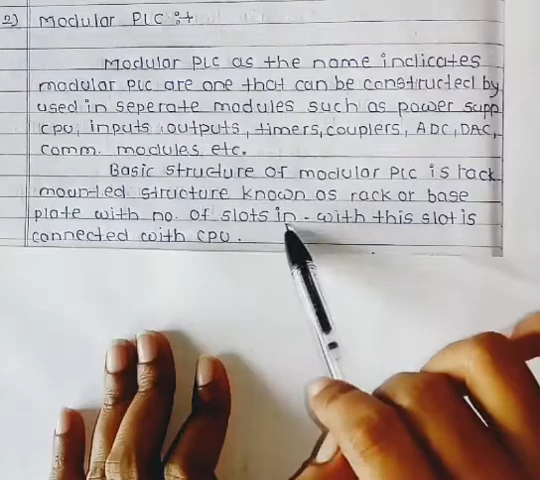 2) Modular PLC :+
Modular PLC as the name indicates
modular PLC are one that can be constructed by
used in seperate modules such as power supp
CPU, inputs outputs, timers, couplers, ADC, DAC,
comm. modules etc.
Basic structure of modular PLC is rack
mounted structure known as rack or base
plate with no. of slots in - with this slot is
connected with CPU.